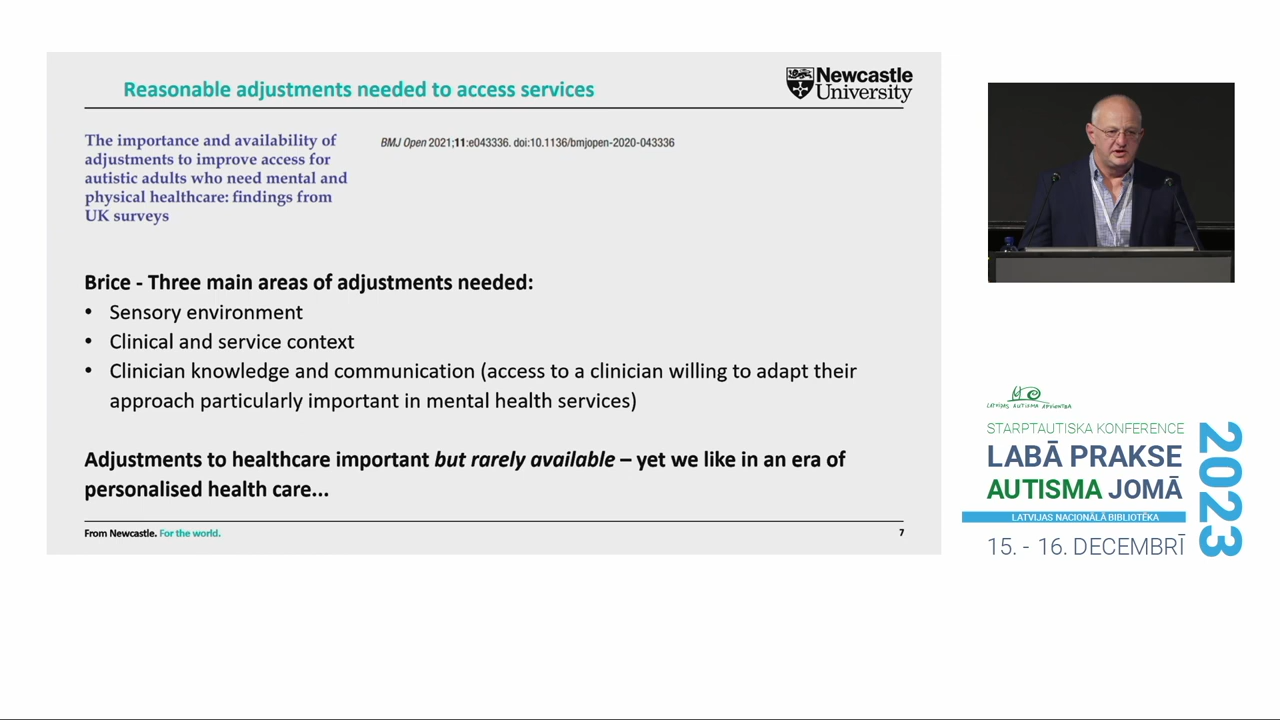 Reasonable adjustments needed to access services
Newcastle
University
The importance and availability of
adjustments to improve access for
autistic adults who need mental and
physical healthcare: findings from
UK surveys
BMJ Open 2021;11:e043336. doi:10.1136/bmjopen-2020-043336
Brice - Three main areas of adjustments needed:
• Sensory environment
• Clinical and service context
• Clinician knowledge and communication (access to a clinician willing to adapt their
approach particularly important in mental health services)
Adjustments to healthcare important but rarely available – yet we like in an era of
personalised health care...
From Newcastle. For the world.
7
LATVIJAS AUTISMA APVIENĪBA
STARPTAUTISKA KONFERENCE
LABĀ PRAKSE
AUTISMA JOMĀ
LATVIJAS NACIONĀLĀ BIBLIOTĒKA
15. - 16. DECEMBRĪ
2023